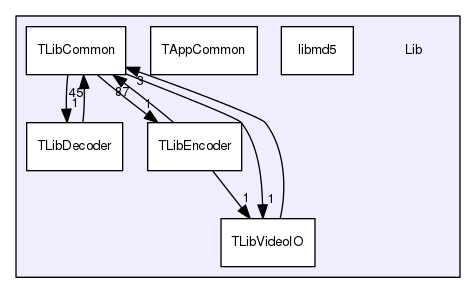 TLibCommon
TAppCommon
libmd5
Lib
3
45
87
1
1
TLibDecoder
TLibEncoder
1
1
TLibVideoIO